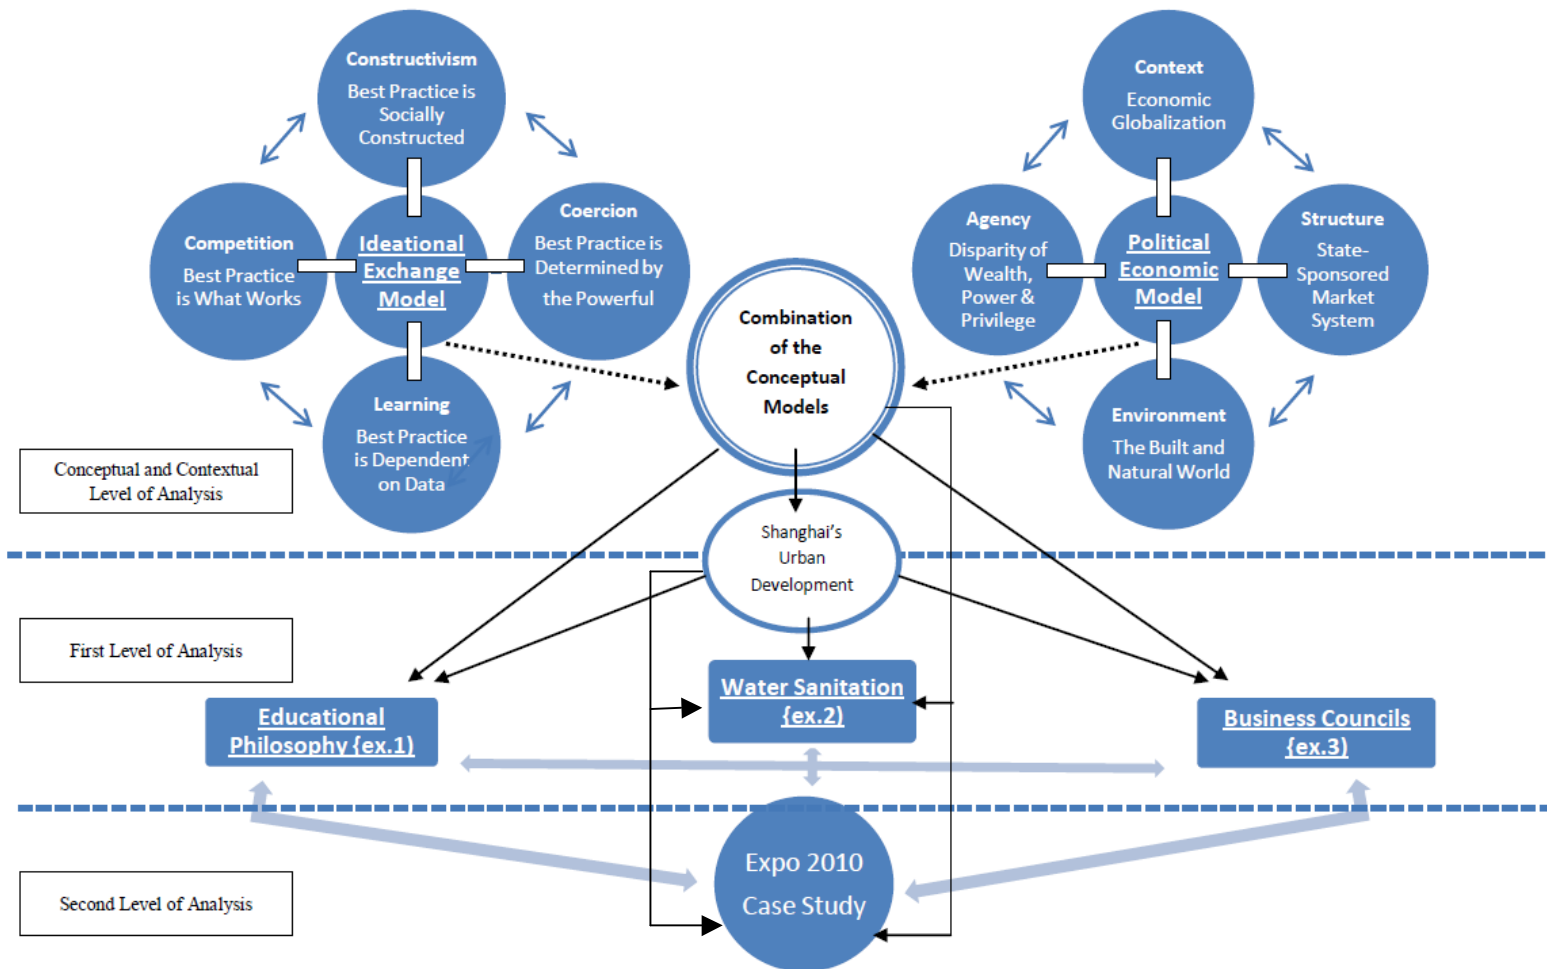 Constructivism
Best Practice is
Socially
Constructed
Competition
Best Practice
is What Works
Ideational
Exchange
Model
Coercion
Best Practice is
Determined by
the Powerful
Learning
Best Practice
is Dependent
on Data
Context
Economic
Globalization
Agency
Disparity of
Wealth,
Power &
Privilege
Political
Economic
Model
Structure
State-
Sponsored
Market
System
Environment
The Built and
Natural World
Combination
of the
Conceptual
Models
Conceptual and Contextual
Level of Analysis
Shanghai’s
Urban
Development
First Level of Analysis
Educational
Philosophy {ex.1)
Water Sanitation
{ex.2)
Business Councils
{ex.3)
Second Level of Analysis
Expo 2010
Case Study